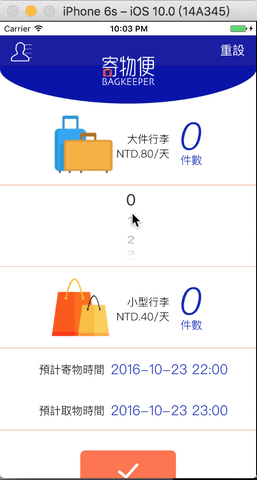 iPhone 6s – iOS 10.0 (14A345)
Carrier 10:03 PM
重設
寄物便
BAGKEEPER
大件行李
NTD.80/天
0
件數
0
2
小型行李
NTD.40/天
0
件數
預計寄物時間 2016-10-23 22:00
預計取物時間 2016-10-23 23:00